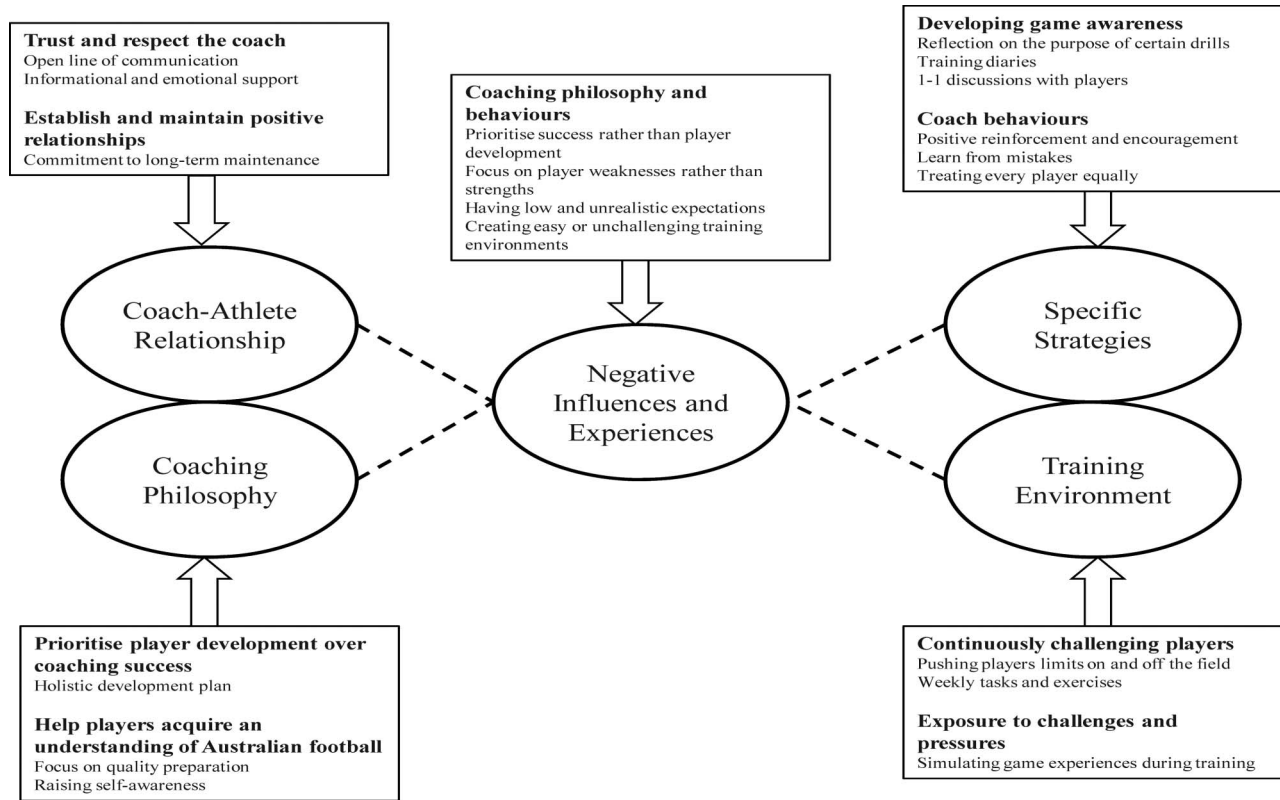 Trust and respect the coach
Open line of communication
Informational and emotional support
Establish and maintain positive
relationships
Commitment to long-term maintenance
Coaching philosophy and
behaviours
Prioritise success rather than player
development
Focus on player weaknesses rather than
strengths
Having low and unrealistic expectations
Creating easy or unchallenging training
environments
Developing game awareness
Reflection on the purpose of certain drills
Training diaries
1-1 discussions with players
Coach behaviours
Positive reinforcement and encouragement
Learn from mistakes
Treating every player equally
Coach-Athlete
Relationship
Coaching
Philosophy
Negative
Influences and
Experiences
Specific
Strategies
Training
Environment
Prioritise player development over
coaching success
Holistic development plan
Help players acquire an
understanding of Australian football
Focus on quality preparation
Raising self-awareness
Continuously challenging players
Pushing players limits on and off the field
Weekly tasks and exercises
Exposure to challenges and
pressures
Simulating game experiences during training